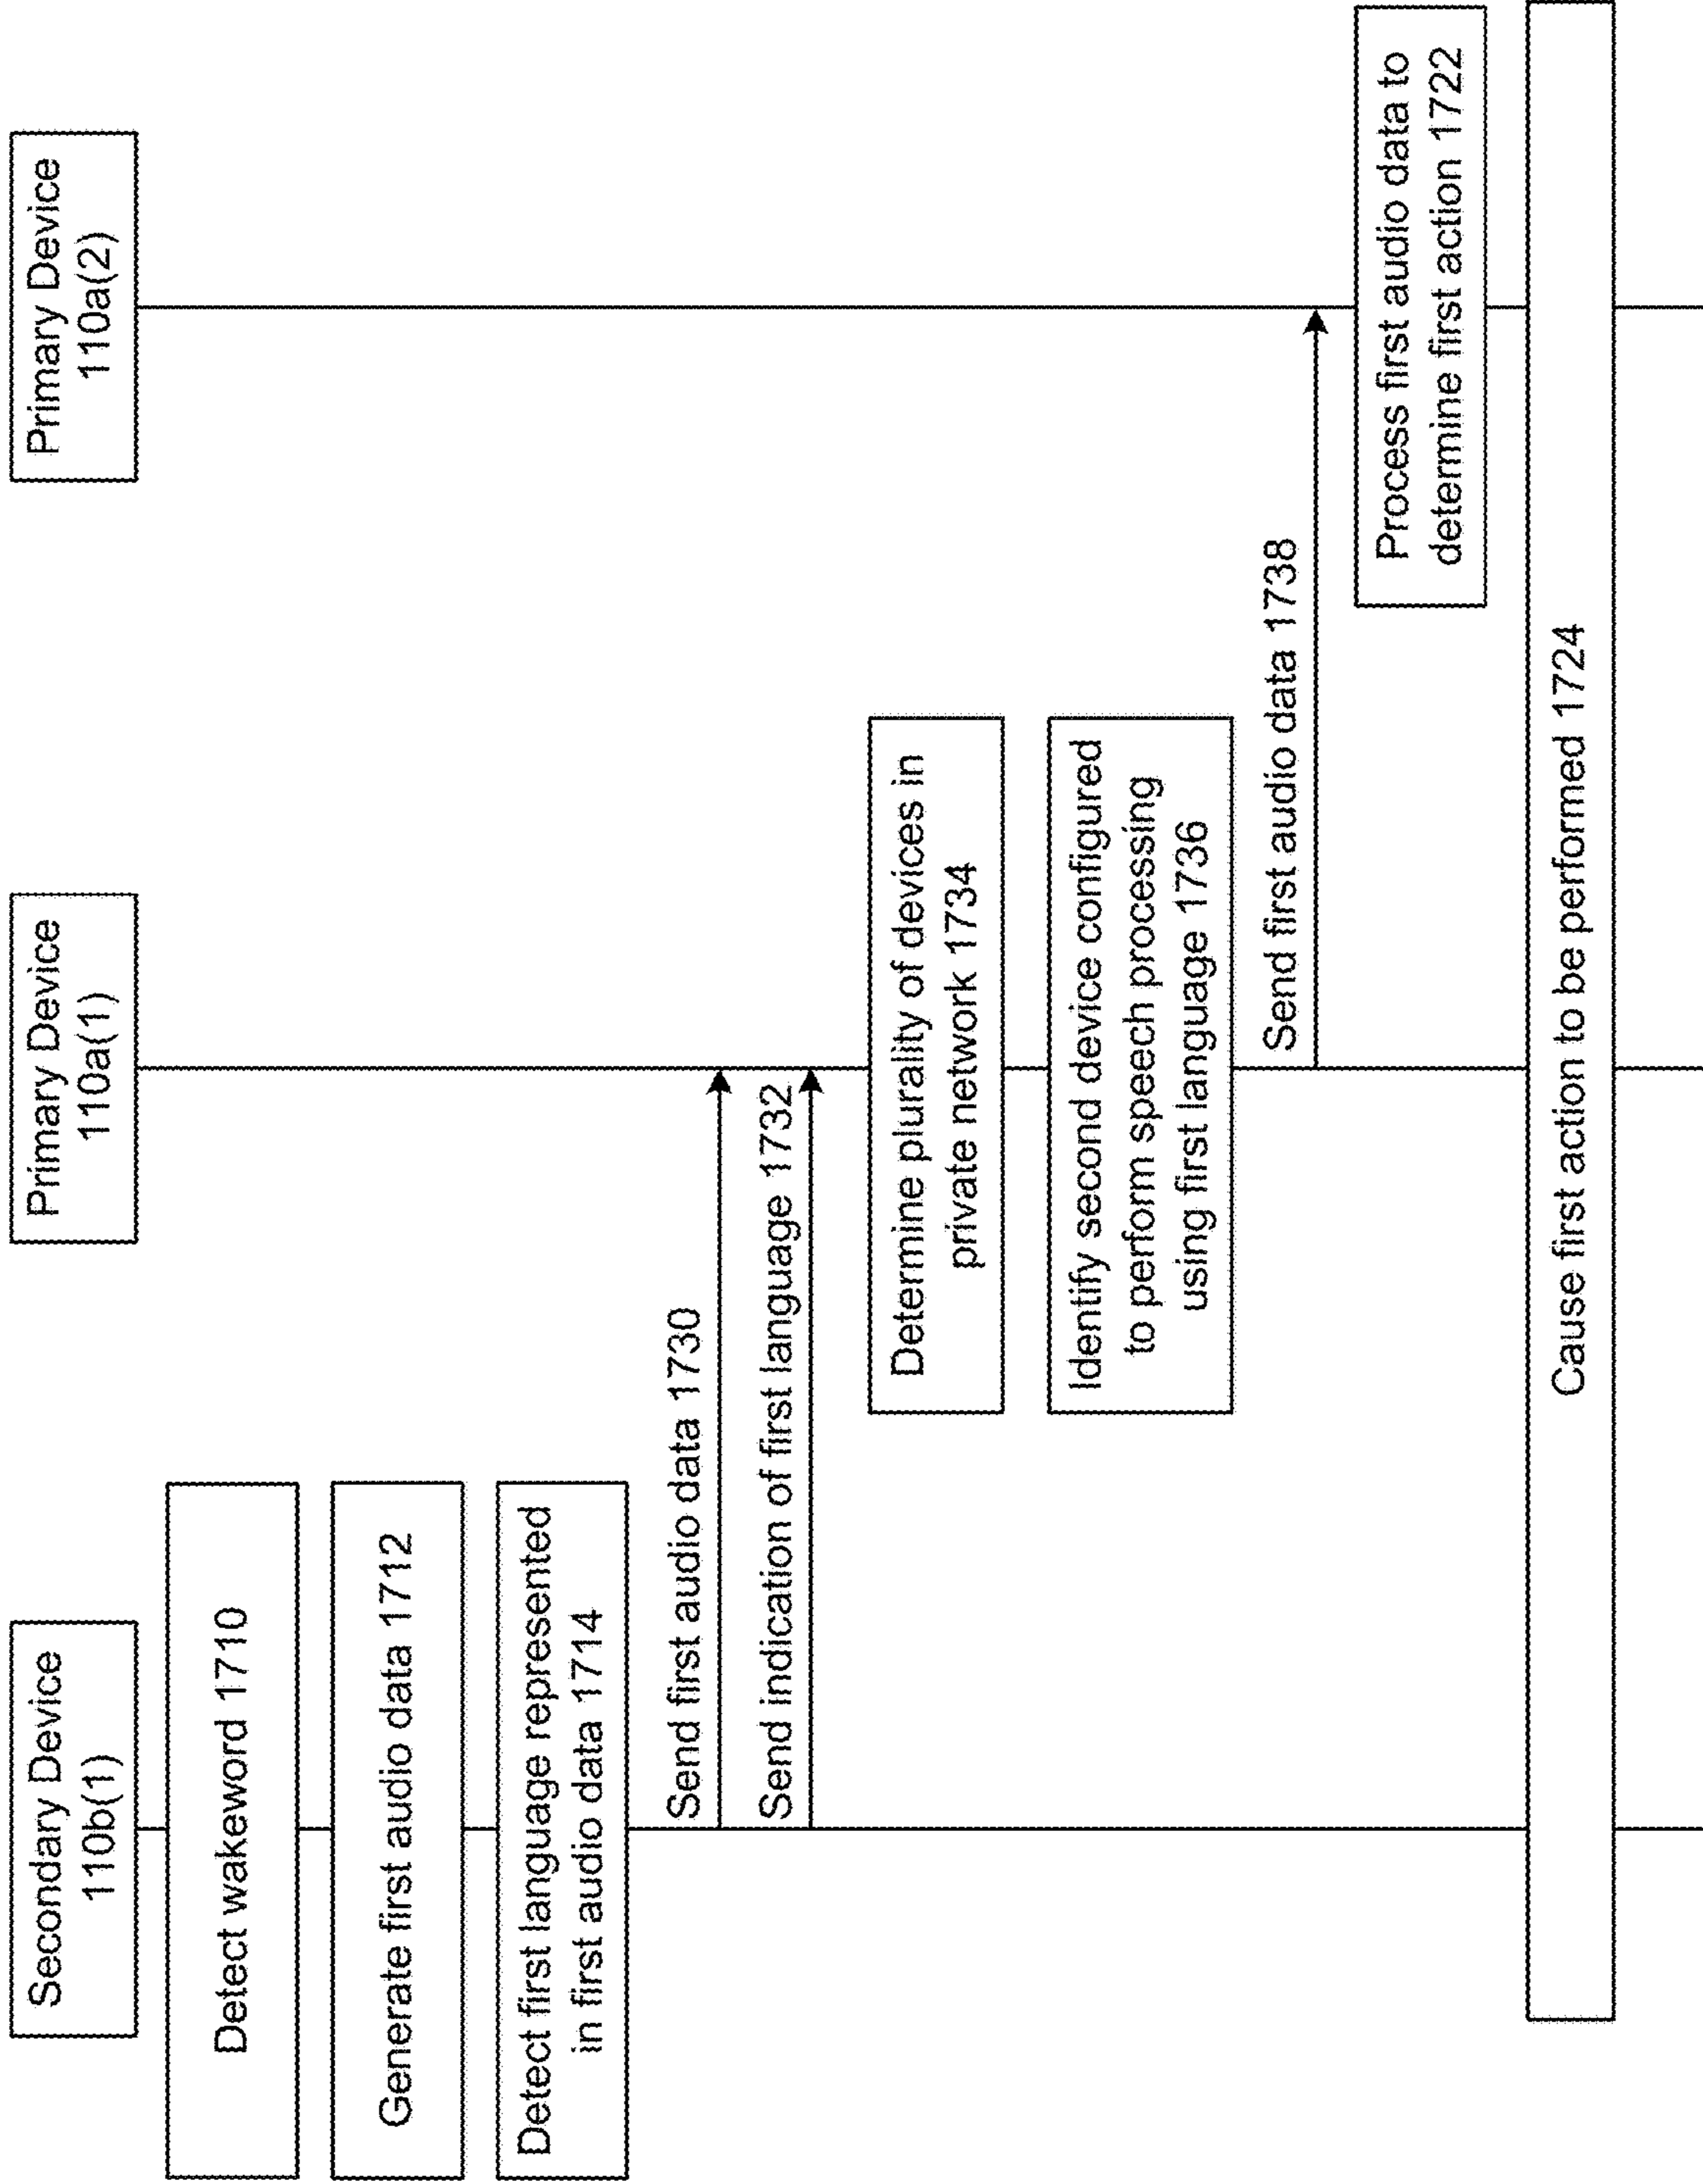 Secondary Device
110b(1)
Primary Device
110a(1)
Primary Device
110a(2)
Detect wakeword 1710
Generate first audio data 1712
Detect first language represented
in first audio data 1714
Send first audio data 1730
Send indication of first language 1732
Determine plurality of devices in
private network 1734
Identify second device configured
to perform speech processing
using first language 1736
Send first audio data 1738
Process first audio data to
determine first action 1722
Cause first action to be performed 1724